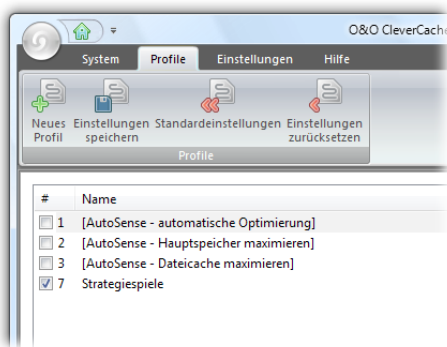 O&O CleverCache
System Profile Einstellungen Hilfe
Neues Profil
Einstellungen speichern
Standardeinstellungen
Einstellungen zurücksetzen
Profile
# Name
1 [AutoSense - automatische Optimierung]
2 [AutoSense - Hauptspeicher maximieren]
3 [AutoSense - Dateicache maximieren]
7 Strategiespiele